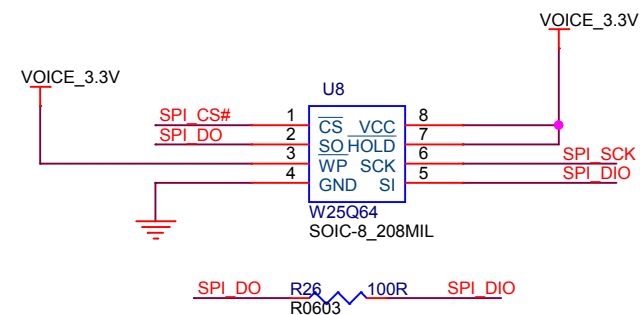 VOICE_3.3V
VOICE_3.3V
U8
SPI_CS# 1 CS VCC 8
SPI_DO 2 SO HOLD 7
3 WP SCK 6 SPI_SCK
4 GND SI 5 SPI_DIO
W25Q64
SOIC-8_208MIL
SPI_DO R26 100R SPI_DIO
R0603